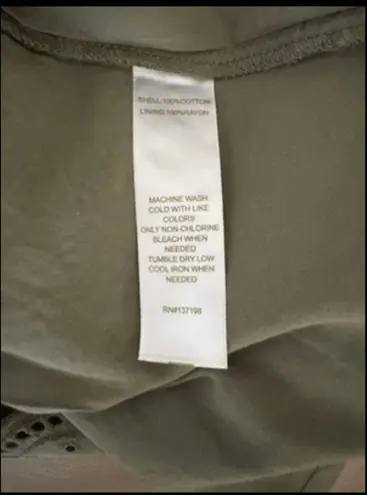 SHELL:100%COTTON
LINING:100%RAYON
MACHINE WASH
COLD WITH LIKE
COLORS
ONLY NON-CHLORINE
BLEACH WHEN
NEEDED
TUMBLE DRY LOW
COOL IRON WHEN
NEEDED
RN#137198